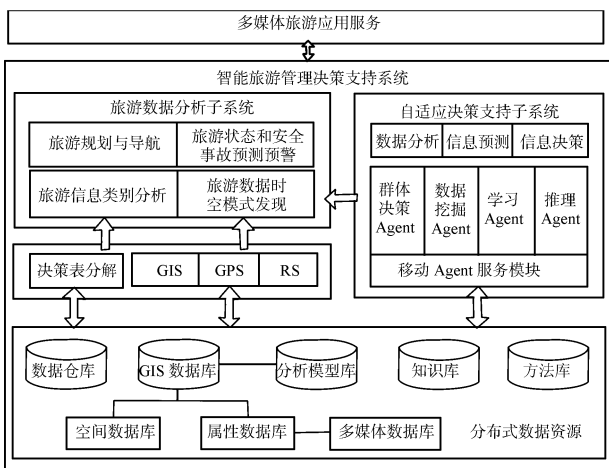 多媒体旅游应用服务
智能旅游管理决策支持系统
旅游数据分析子系统
旅游规划与导航
旅游状态和安全
事故预测预警
旅游信息类别分析
旅游数据时
空模式发现
自适应决策支持子系统
数据分析
信息预测
信息决策
群体
决策
Agent
数据
挖掘
Agent
学习
Agent
推理
Agent
移动 Agent 服务模块
决策表分解
GIS
GPS
RS
数据仓库
GIS 数据库
分析模型库
知识库
方法库
空间数据库
属性数据库
多媒体数据库
分布式数据资源